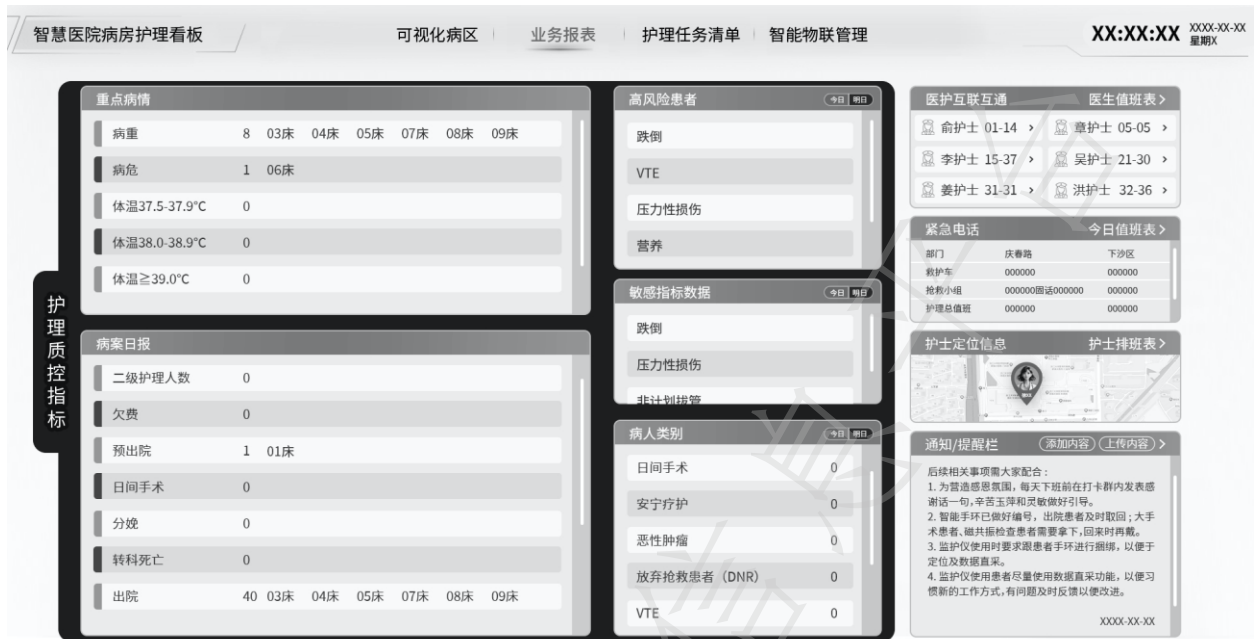 智慧医院病房护理看板
可视化病区 业务报表 护理任务清单 智能物联管理
XX:XX:XX XXXX-XX-XX 星期X
护理质控指标
重点病情
病重 8 03床 04床 05床 07床 08床 09床
病危 1 06床
体温37.5-37.9℃ 0
体温38.0-38.9℃ 0
体温≧39.0℃ 0
病案日报
二级护理人数 0
欠费 0
预出院 1 01床
日间手术 0
分娩 0
转科死亡 0
出院 40 03床 04床 05床 07床 08床 09床
高风险患者 今日 明日
跌倒
VTE
压力性损伤
营养
敏感指标数据 今日 明日
跌倒
压力性损伤
非计划拔管
病人类别 今日 明日
日间手术 0
安宁疗护 0
恶性肿瘤 0
放弃抢救患者（DNR） 0
VTE 0
医护互联互通 医生值班表>
俞护士 01-14 > 章护士 05-05 >
李护士 15-37 > 吴护士 21-30 >
姜护士 31-31 > 洪护士 32-36 >
紧急电话 今日值班表>
部门 庆春路 下沙区
救护车 000000 000000
抢救小组 000000固话000000 000000
护理总值班 000000 000000
护士定位信息 护士排班表>
通知/提醒栏 添加内容 上传内容 >
后续相关事项需大家配合：
1. 为营造感恩氛围，每天下班前在打卡群内发表感
谢话一句,辛苦玉萍和灵敏做好引导。
2. 智能手环已做好编号，出院患者及时取回；大手
术患者、磁共振检查患者需要拿下,回来时再戴。
3. 监护仪使用时要求跟患者手环进行捆绑，以便于
定位及数据直采。
4. 监护仪使用患者尽量使用数据直采功能，以便习
惯新的工作方式,有问题及时反馈以便改进。
XXXX-XX-XX